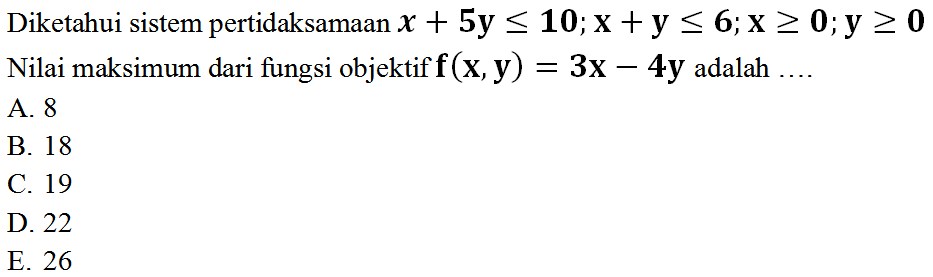 Diketahui sistem pertidaksamaan x + 5y ≤ 10; x + y ≤ 6; x ≥ 0; y ≥ 0
Nilai maksimum dari fungsi objektif f(x, y) = 3x − 4y adalah ….
A. 8
B. 18
C. 19
D. 22
E. 26